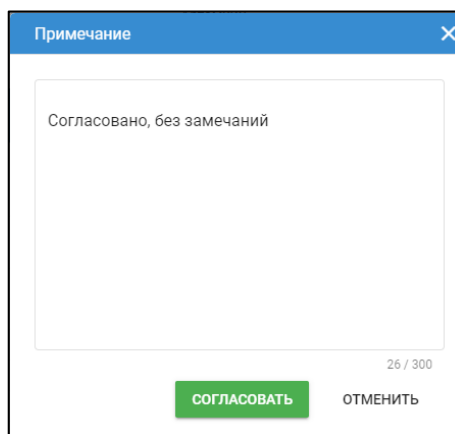 Примечание
Согласовано, без замечаний
26 / 300
СОГЛАСОВАТЬ ОТМЕНИТЬ